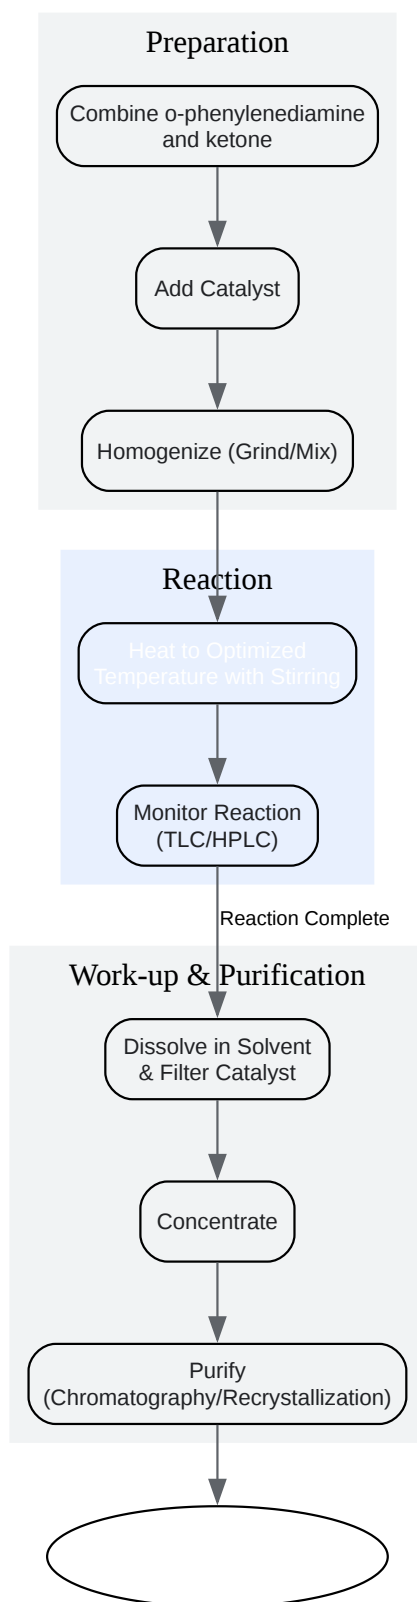 Preparation
Combine o-phenylenediamine
and ketone
Add Catalyst
Homogenize (Grind/Mix)
Reaction
Heat to Optimized
Temperature with Stirring
Monitor Reaction
(TLC/HPLC)
Reaction Complete
Work-up & Purification
Dissolve in Solvent
& Filter Catalyst
Concentrate
Purify
(Chromatography/Recrystallization)